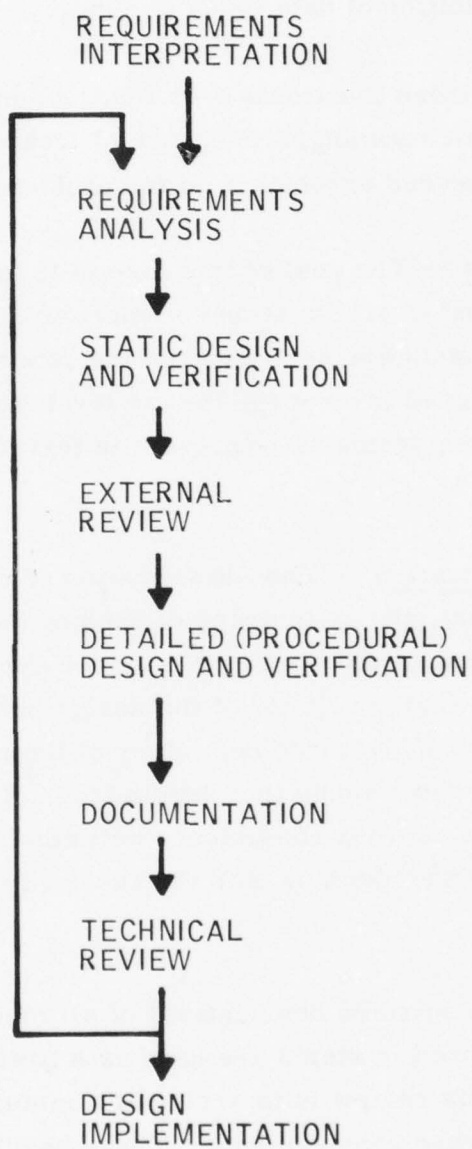 REQUIREMENTS
INTERPRETATION
REQUIREMENTS
ANALYSIS
STATIC DESIGN
AND VERIFICATION
EXTERNAL
REVIEW
DETAILED (PROCEDURAL)
DESIGN AND VERIFICATION
DOCUMENTATION
TECHNICAL
REVIEW
DESIGN
IMPLEMENTATION